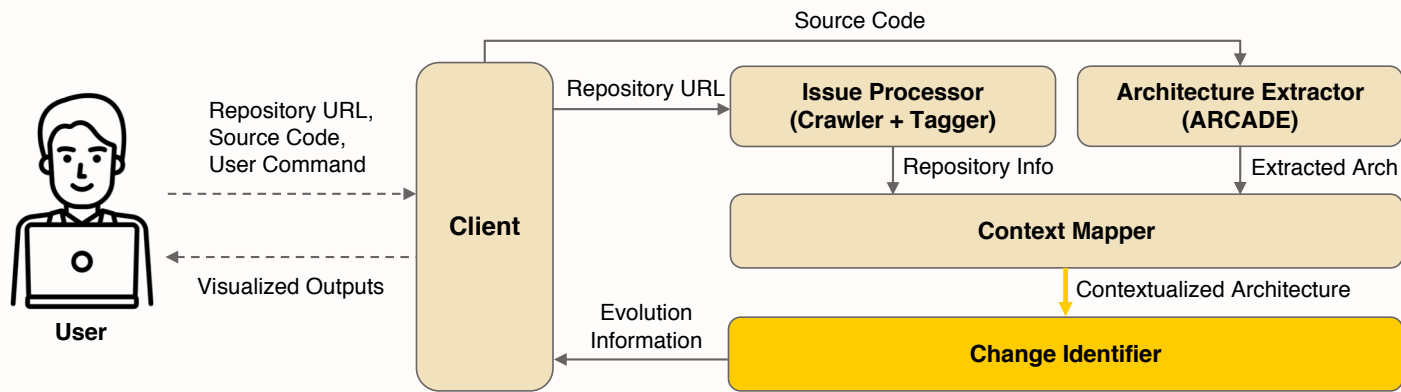 Source Code
Repository URL,
Source Code,
User Command
Repository URL
Issue Processor
(Crawler + Tagger)
Architecture Extractor
(ARCADE)
Repository Info
Extracted Arch
Client
Context Mapper
Visualized Outputs
User
Contextualized Architecture
Evolution
Information
Change Identifier